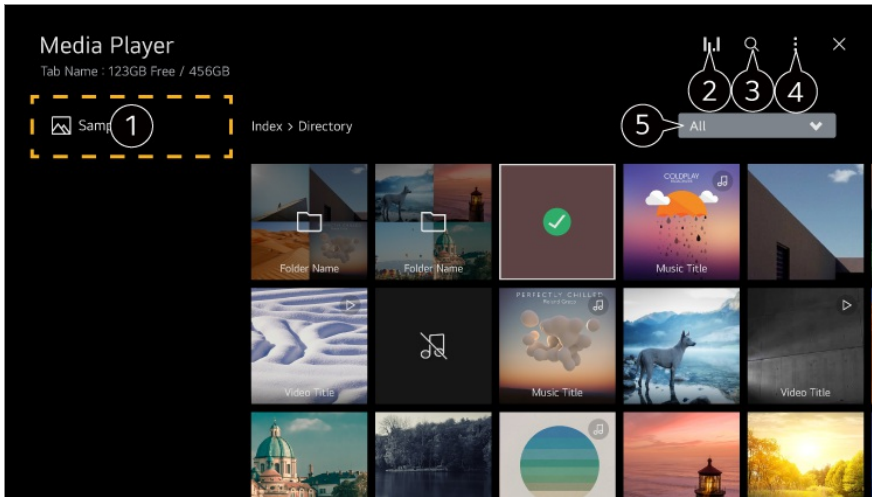 Media Player
Tab Name : 123GB Free / 456GB
2
3
4
1
Index > Directory
5
All
COLDPLAY
Folder Name
Folder Name
Music Title
PERFECTLY CHILLED
Video Title
Music Title
Video Title